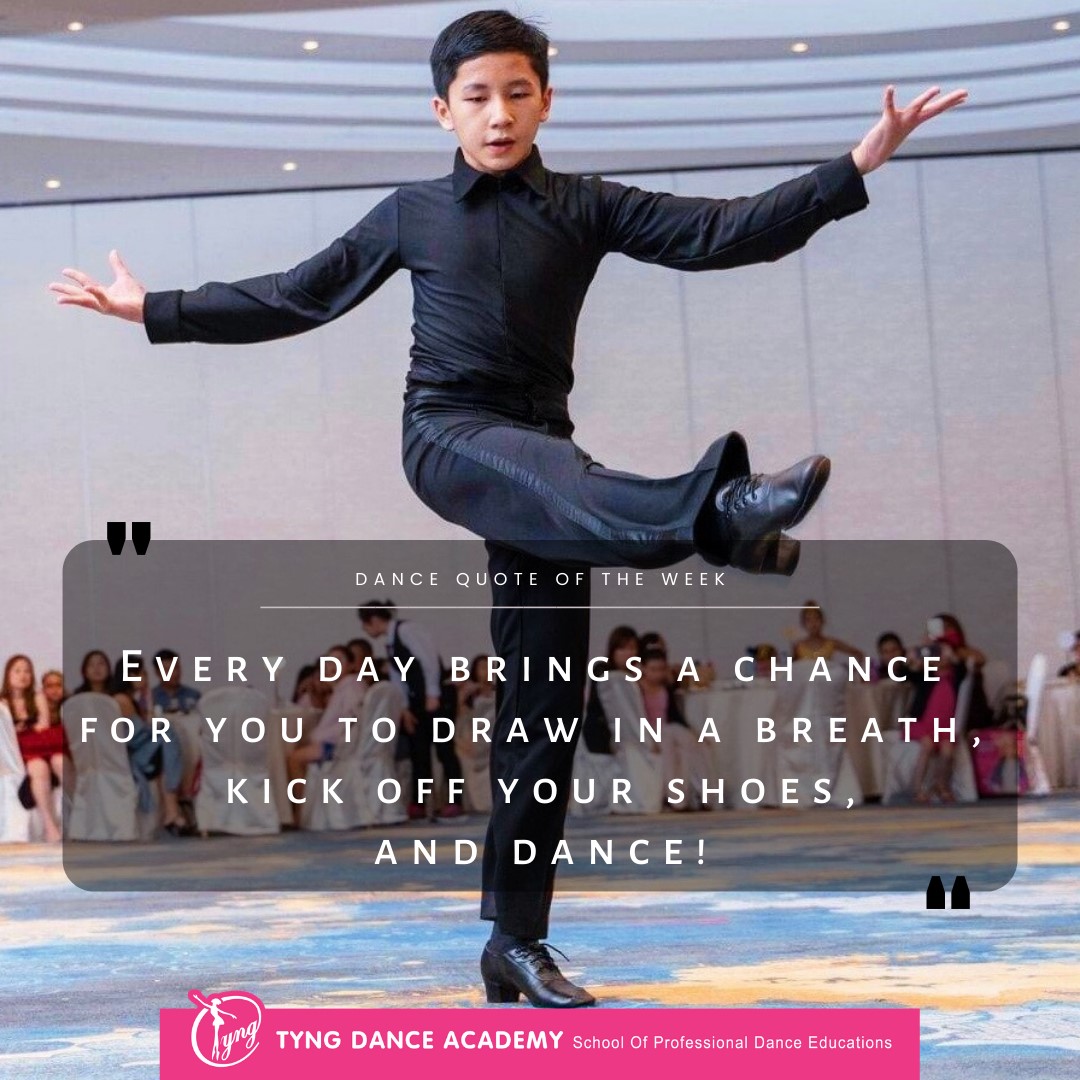 "
DANCE QUOTE OF THE WEEK
EVERY DAY BRINGS A CHANCE
FOR YOU TO DRAW IN A BREATH,
KICK OFF YOUR SHOES,
AND DANCE!
"
Tyng TYNG DANCE ACADEMY School Of Professional Dance Educations